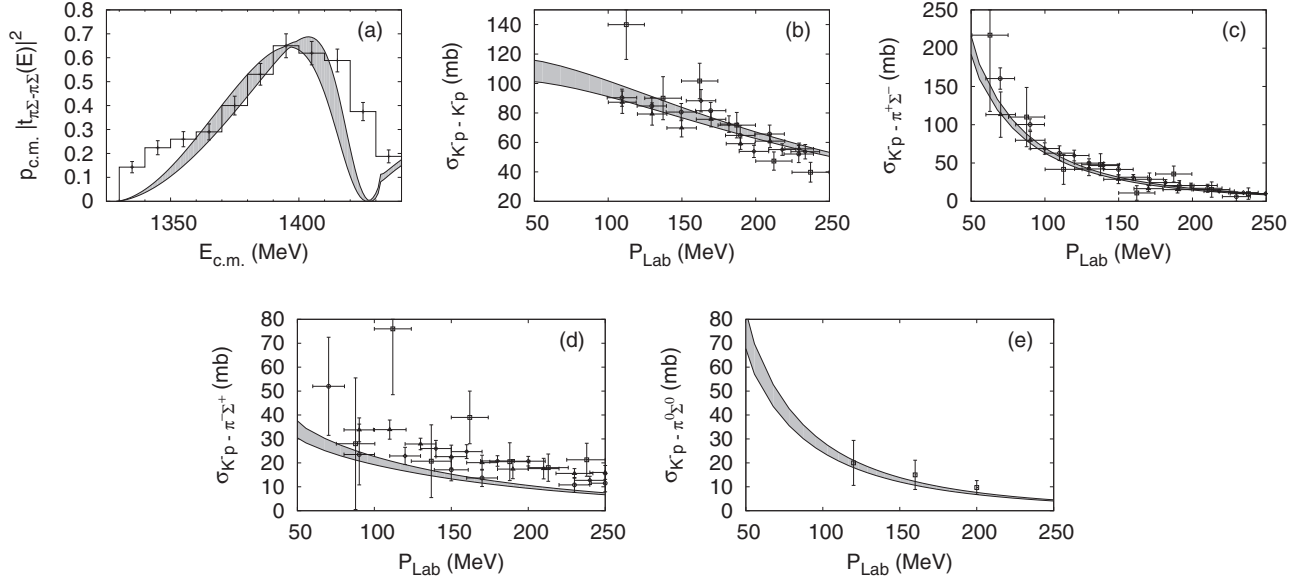 (a)
p_c.m. |t_πΣ-πΣ(E)|²
0.8
0.7
0.6
0.5
0.4
0.3
0.2
0.1
0
1350 1400
E_c.m. (MeV)
(b)
σ_K⁻p - K⁻p (mb)
140
120
100
80
60
40
20
50 100 150 200 250
P_Lab (MeV)
(c)
σ_K⁻p - π⁺Σ⁻ (mb)
250
200
150
100
50
0
50 100 150 200 250
P_Lab (MeV)
(d)
σ_K⁻p - π⁻Σ⁺ (mb)
80
70
60
50
40
30
20
10
0
50 100 150 200 250
P_Lab (MeV)
(e)
σ_K⁻p - π⁰Σ⁰ (mb)
80
70
60
50
40
30
20
10
0
50 100 150 200 250
P_Lab (MeV)